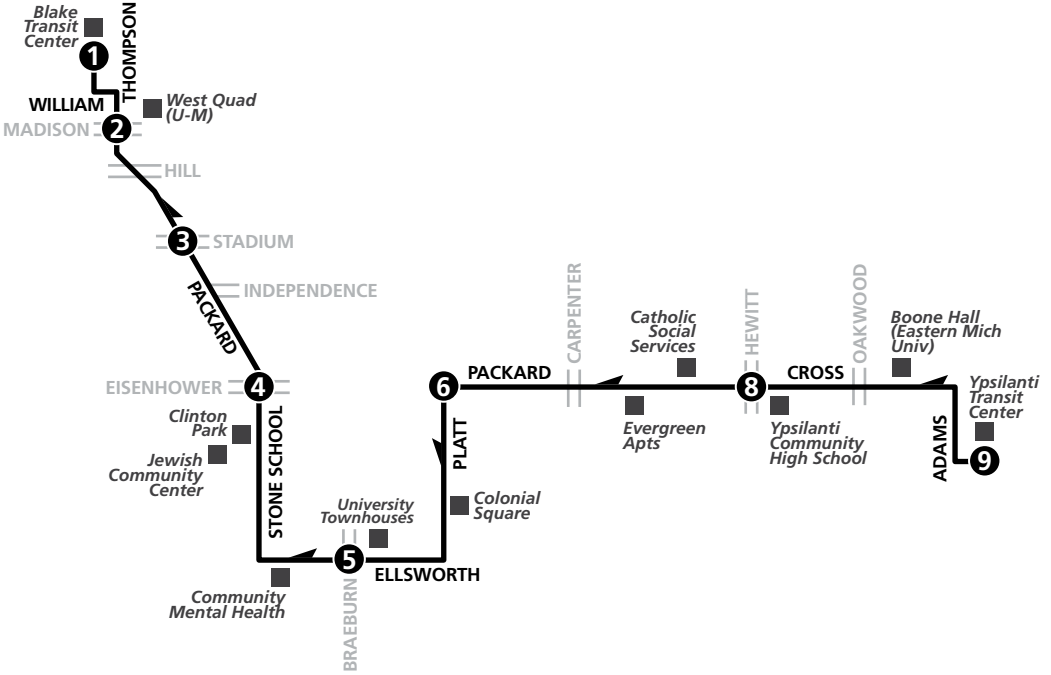 Blake
Transit
Center
1
THOMPSON
WILLIAM
West Quad
(U-M)
MADISON
2
HILL
3
STADIUM
INDEPENDENCE
PACKARD
EISENHOWER
4
Clinton
Park
Jewish
Community
Center
STONE SCHOOL
Community
Mental Health
University
Townhouses
5
BRAEBURN
ELLSWORTH
Colonial
Square
PLATT
6
PACKARD
CARPENTER
Catholic
Social
Services
Evergreen
Apts
HEWITT
8
CROSS
Ypsilanti
Community
High School
OAKWOOD
Boone Hall
(Eastern Mich
Univ)
Ypsilanti
Transit
Center
ADAMS
9